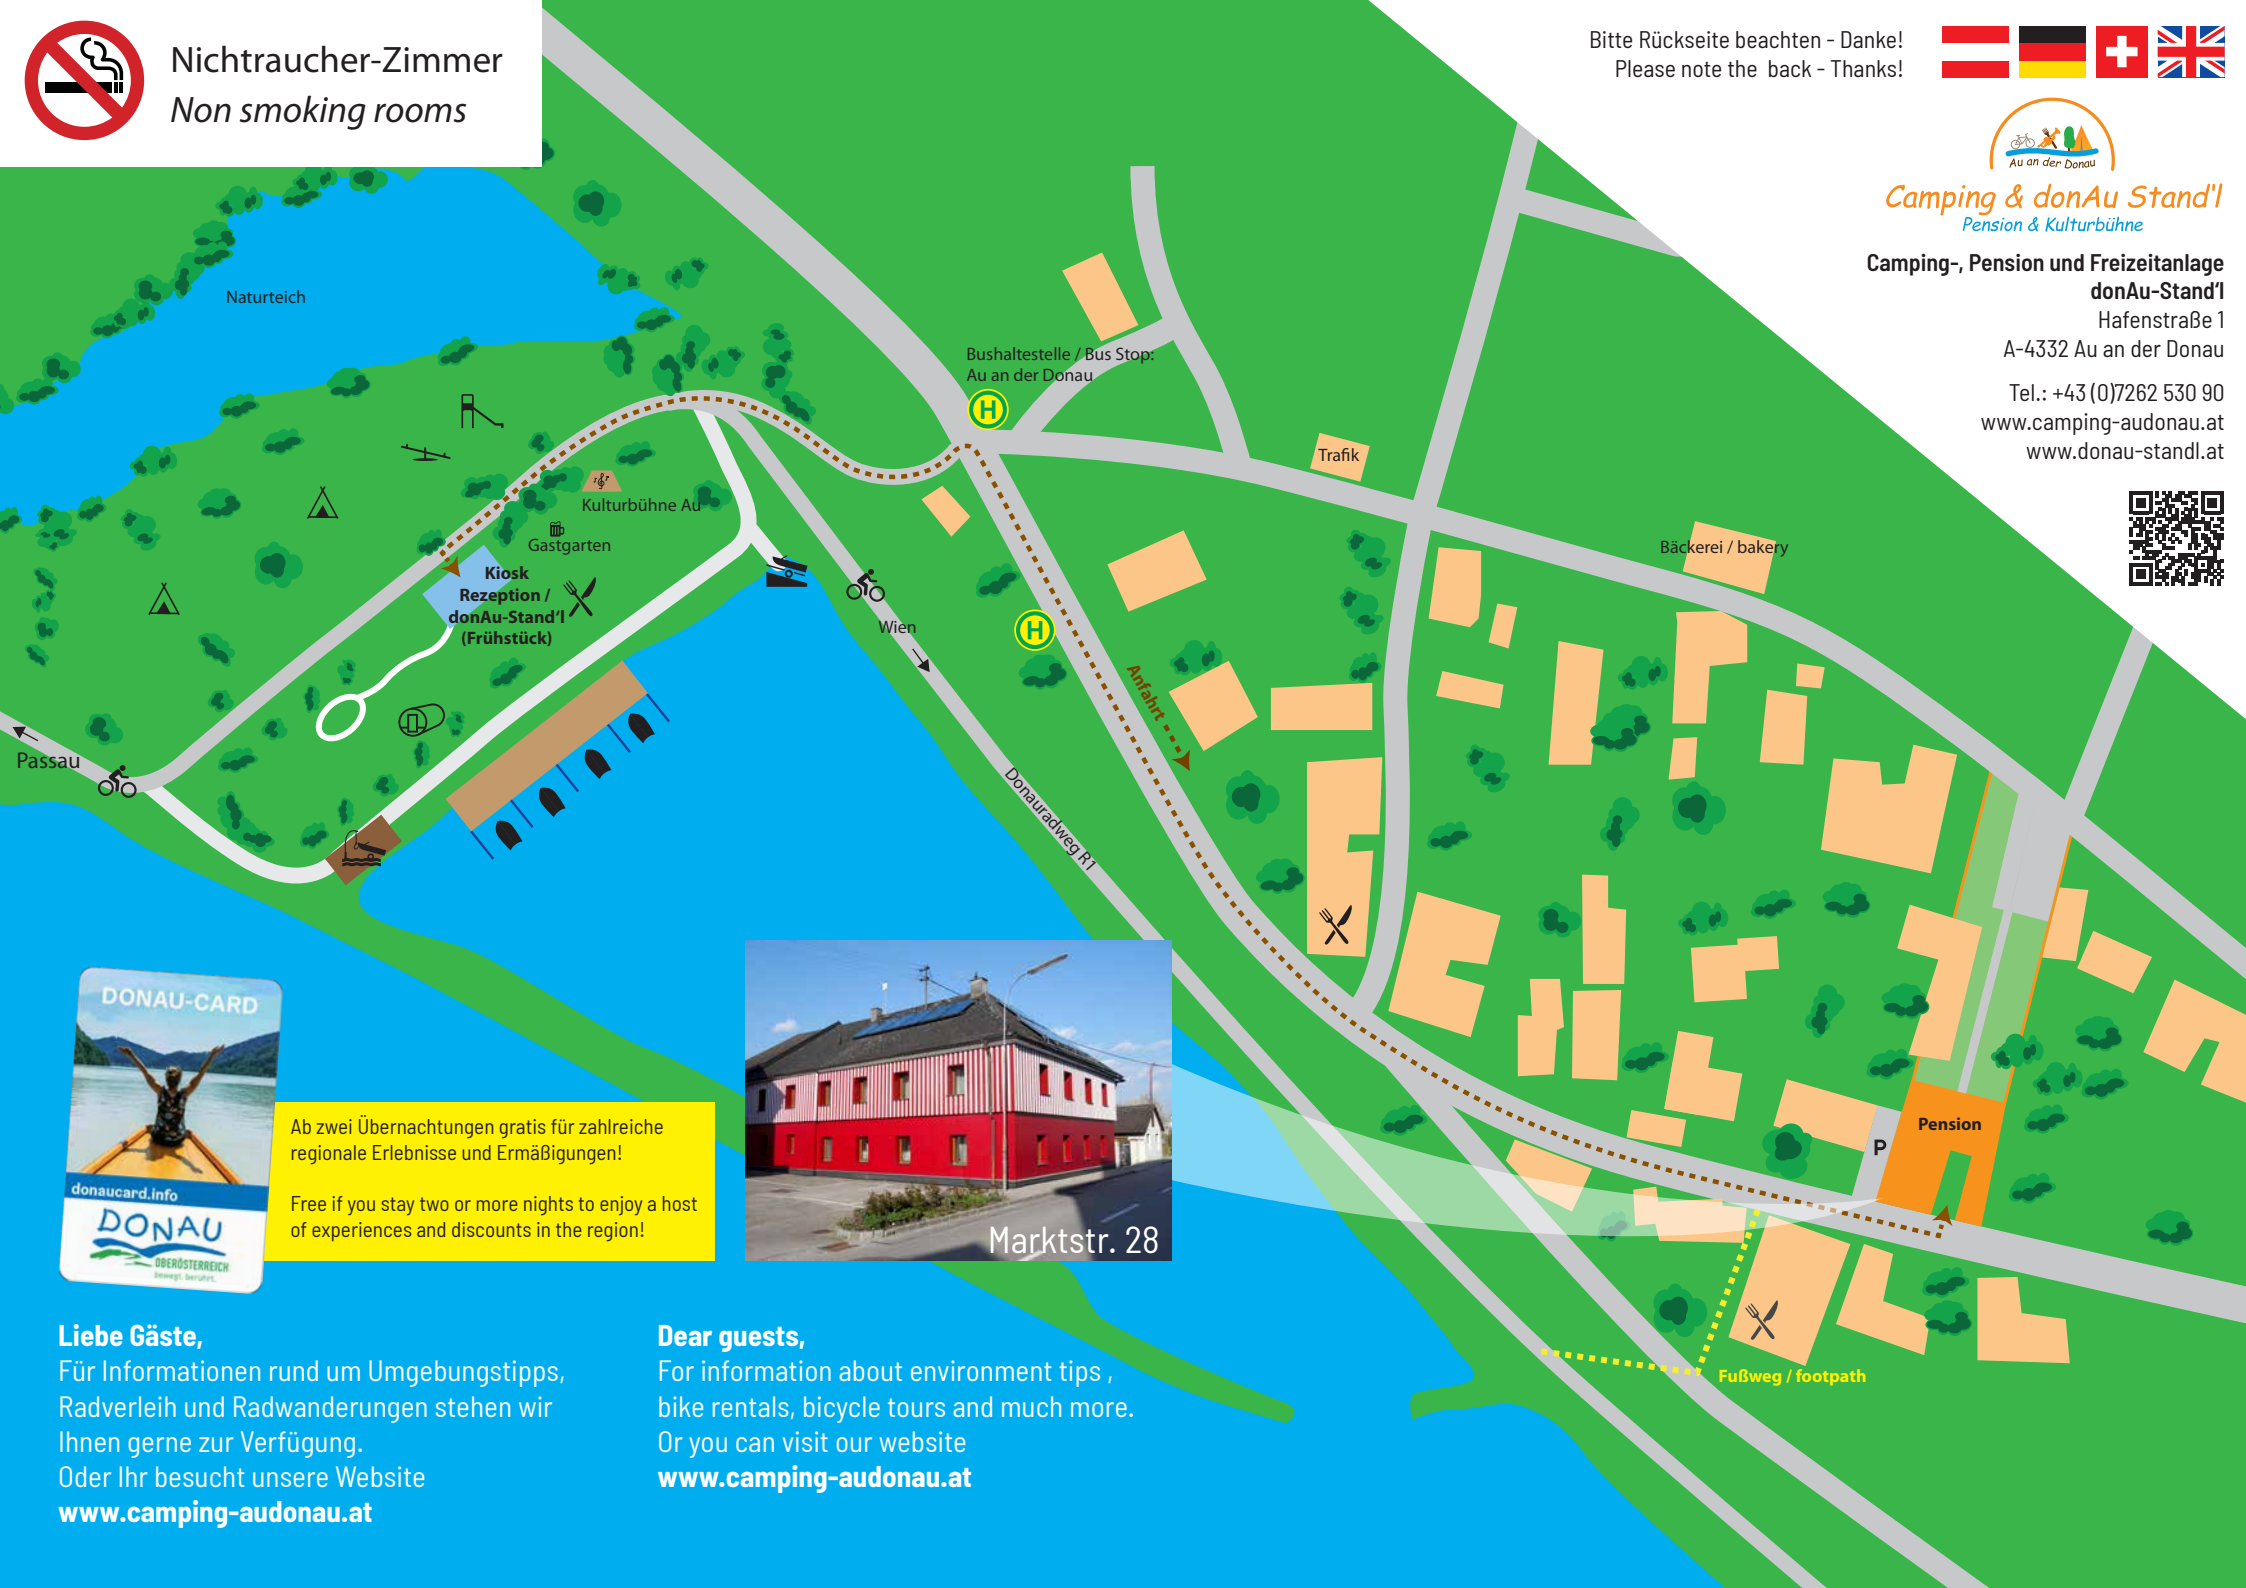 Nichtraucher-Zimmer
Non smoking rooms
Bitte Rückseite beachten - Danke!
Please note the back - Thanks!
Au an der Donau
Camping & donAu Stand'l
Pension & Kulturbühne
Camping-, Pension und Freizeitanlage
donAu-Stand‘l
Hafenstraße 1
A-4332 Au an der Donau
Tel.: +43 (0)7262 530 90
www.camping-audonau.at
www.donau-standl.at
Naturteich
Bushaltestelle / Bus Stop:
Au an der Donau
H
Trafik
Kulturbühne Au
Gastgarten
Bäckerei / bakery
Kiosk
Rezeption /
donAu-Stand‘l
(Frühstück)
Wien
H
Anfahrt
Passau
Donauradweg R1
P
Pension
DONAU-CARD
donaucard.info
DONAU
OBERÖSTERREICH
bewegt. berührt.
Ab zwei Übernachtungen gratis für zahlreiche
regionale Erlebnisse und Ermäßigungen!
Free if you stay two or more nights to enjoy a host
of experiences and discounts in the region!
Marktstr. 28
Fußweg / footpath
Liebe Gäste,
Für Informationen rund um Umgebungstipps,
Radverleih und Radwanderungen stehen wir
Ihnen gerne zur Verfügung.
Oder Ihr besucht unsere Website
www.camping-audonau.at
Dear guests,
For information about environment tips ,
bike rentals, bicycle tours and much more.
Or you can visit our website
www.camping-audonau.at